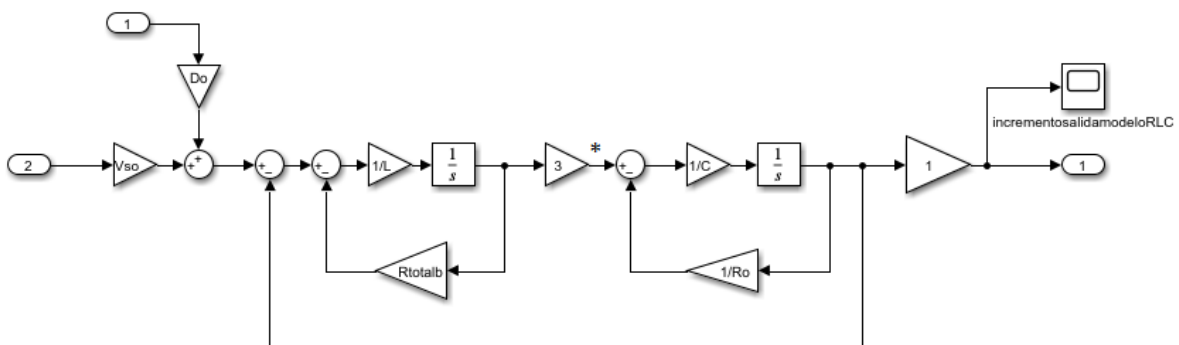 1
Do
2
Vso
+
+
+
−
+
−
1/L
1
s
3
*
+
−
1/C
1
s
1
incrementosalidamodeloRLC
1
Rtotalb
1/Ro